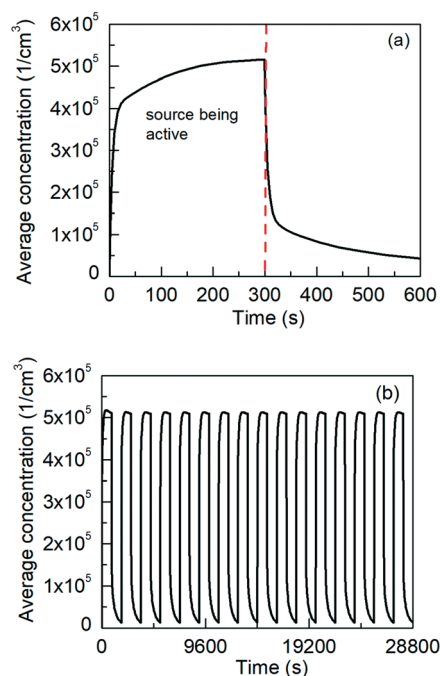 (a)
6x10⁵
5x10⁵
4x10⁵
3x10⁵
2x10⁵
1x10⁵
0
Average concentration (1/cm³)
source being
active
0 100 200 300 400 500 600
Time (s)
(b)
6x10⁵
5x10⁵
4x10⁵
3x10⁵
2x10⁵
1x10⁵
0
Average concentration (1/cm³)
0 9600 19200 28800
Time (s)